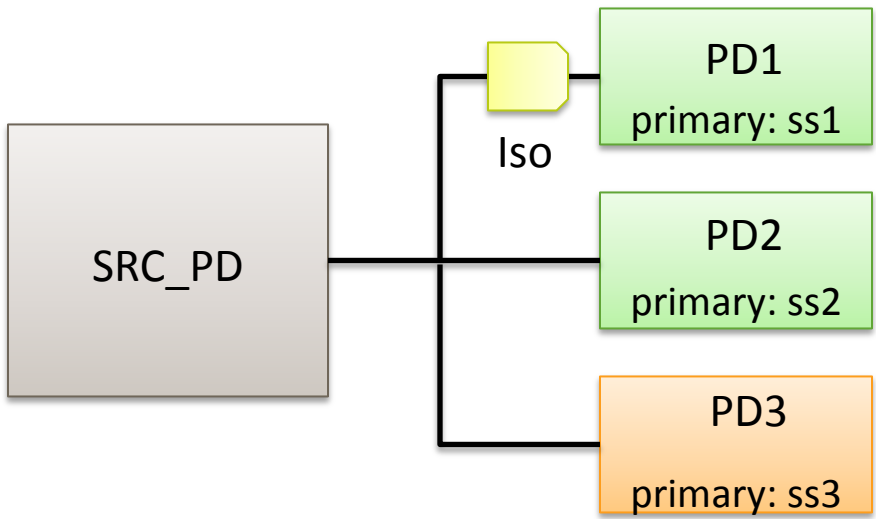 PD1
primary: ss1
Iso
SRC_PD
PD2
primary: ss2
PD3
primary: ss3